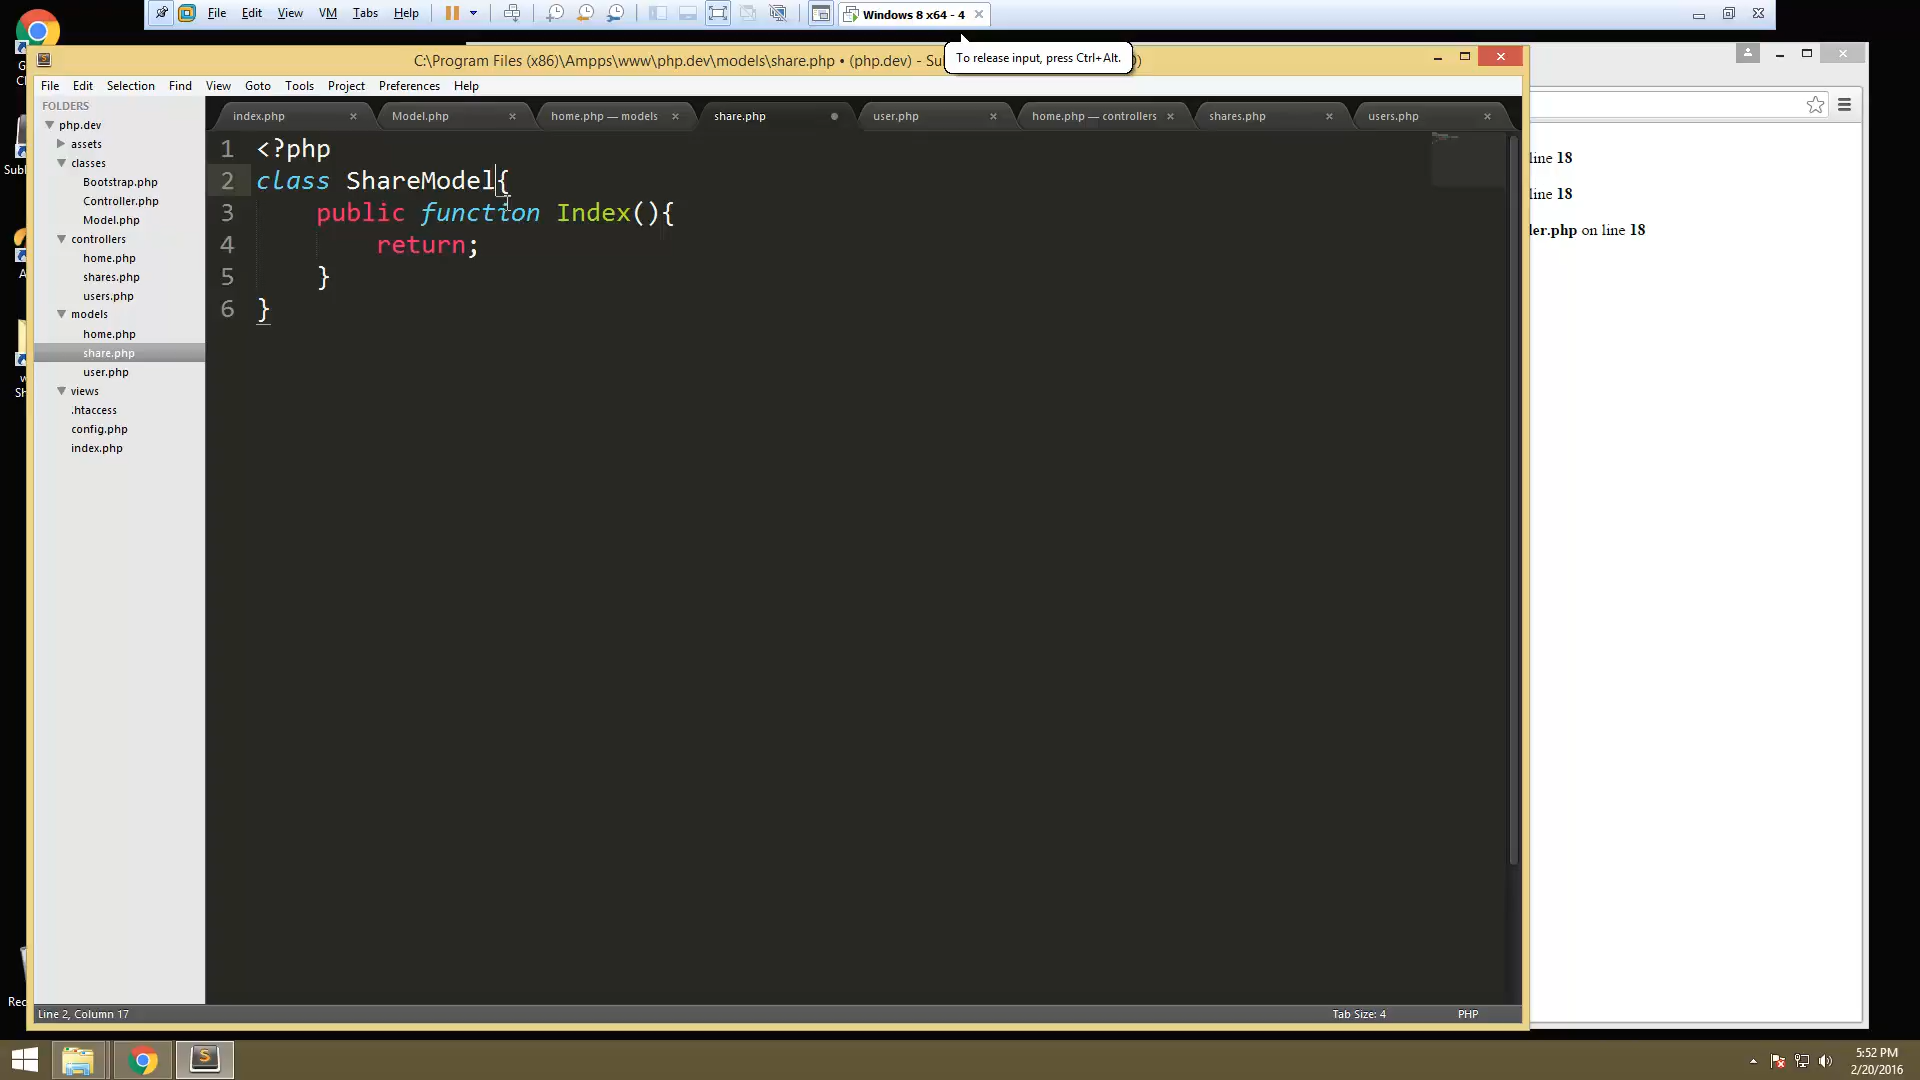 File Edit View VM Tabs Help Windows 8 x64 - 4
To release input, press Ctrl+Alt.
C:\Program Files (x86)\Ampps\www\php.dev\models\share.php • (php.dev) - Su
File Edit Selection Find View Goto Tools Project Preferences Help
FOLDERS
php.dev
assets
classes
Bootstrap.php
Controller.php
Model.php
controllers
home.php
shares.php
users.php
models
home.php
share.php
user.php
views
.htaccess
config.php
index.php
index.php Model.php home.php — models share.php user.php home.php — controllers shares.php users.php
1 <?php
2 class ShareModel{
3 public function Index(){
4 return;
5 }
6 }
line 18
line 18
ler.php on line 18
Line 2, Column 17
Tab Size: 4 PHP
5:52 PM
2/20/2016